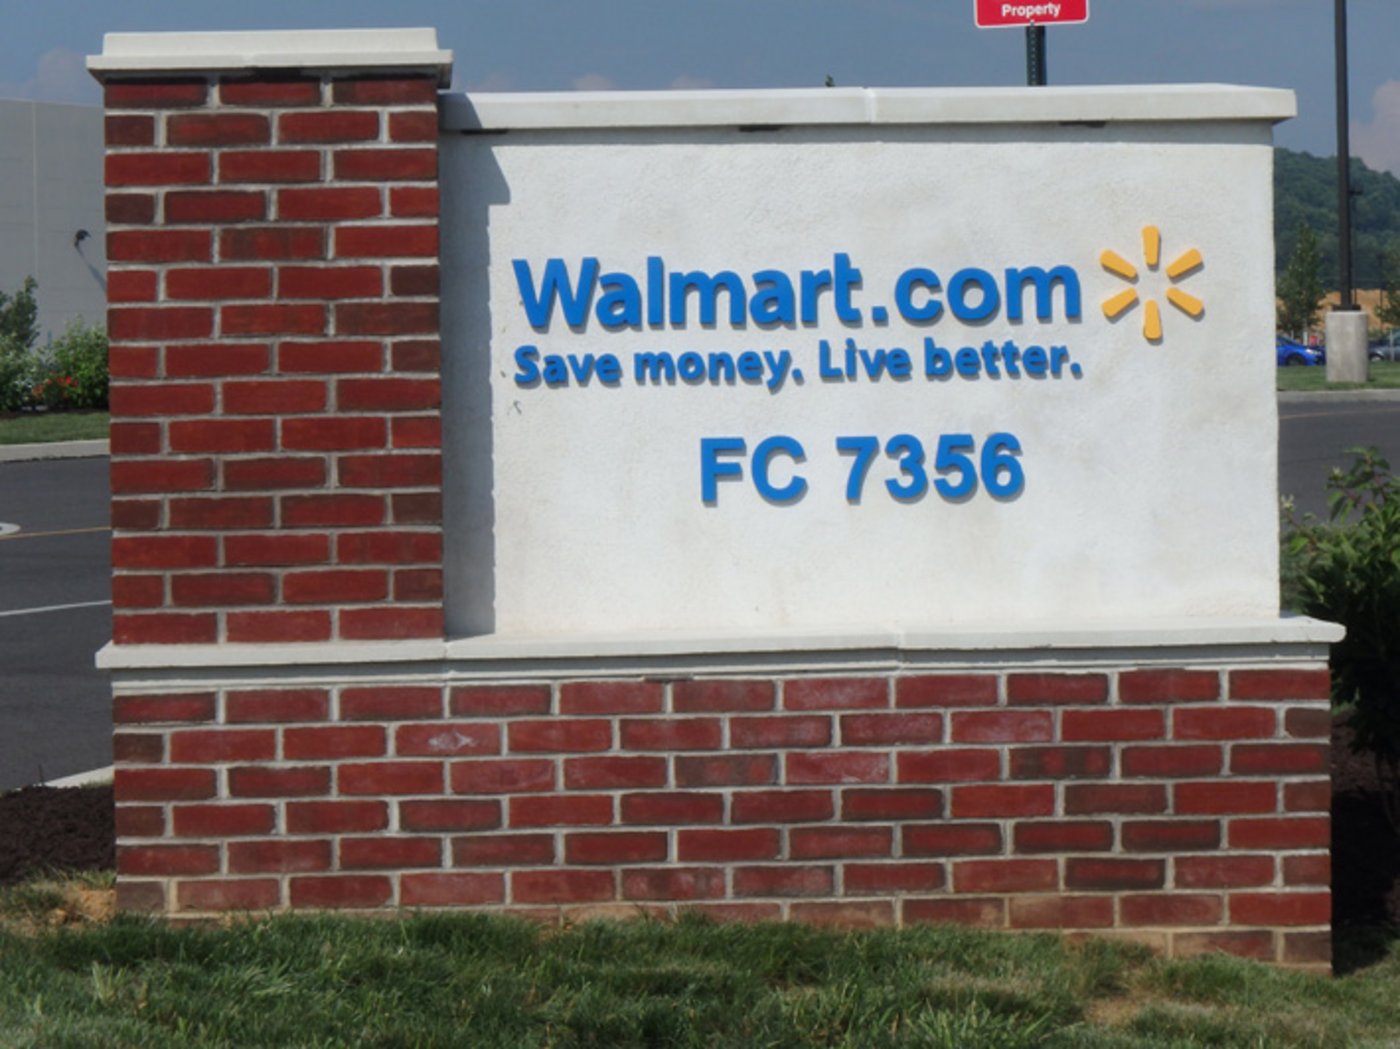 Property
Walmart.com
Save money. Live better.
FC 7356